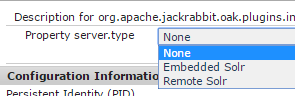 Description for org.apache.jackrabbit.oak.plugins.in
Property server.type None
None
Embedded Solr
Remote Solr
Configuration Informatio
Persistent Identity (PID)